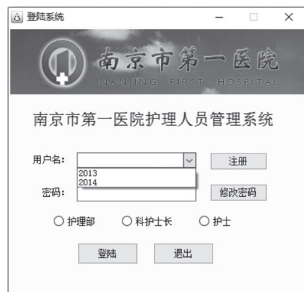 登陆系统
南京市第一医院
NANJING FIRST HOSPITAL
南京市第一医院护理人员管理系统
用户名:
注册
2013
2014
密码:
修改密码
护理部 科护士长 护士
登陆 退出